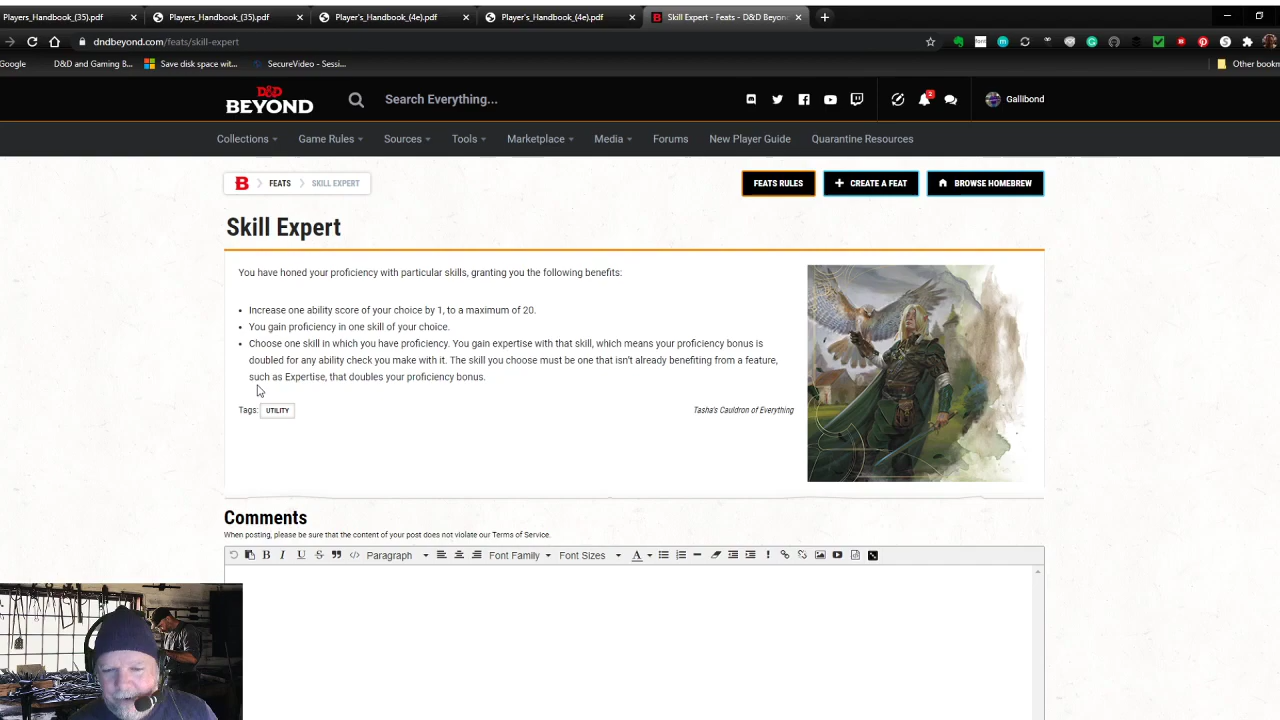 Players_Handbook_(35).pdf
Players_Handbook_(35).pdf
Player's_Handbook_(4e).pdf
Player's_Handbook_(4e).pdf
Skill Expert - Feats - D&D Beyond
dndbeyond.com/feats/skill-expert
Google
D&D and Gaming B...
Save disk space wit...
SecureVideo - Sessi...
Other bookm
D&D
BEYOND
Search Everything...
2
Gallibond
Collections
Game Rules
Sources
Tools
Marketplace
Media
Forums
New Player Guide
Quarantine Resources
B
FEATS
SKILL EXPERT
FEATS RULES
+ CREATE A FEAT
BROWSE HOMEBREW
Skill Expert
You have honed your proficiency with particular skills, granting you the following benefits:
• Increase one ability score of your choice by 1, to a maximum of 20.
• You gain proficiency in one skill of your choice.
• Choose one skill in which you have proficiency. You gain expertise with that skill, which means your proficiency bonus is
doubled for any ability check you make with it. The skill you choose must be one that isn't already benefiting from a feature,
such as Expertise, that doubles your proficiency bonus.
Tags: UTILITY
Tasha's Cauldron of Everything
Comments
When posting, please be sure that the content of your post does not violate our Terms of Service.
B I U S
Paragraph
Font Family
Font Sizes
A